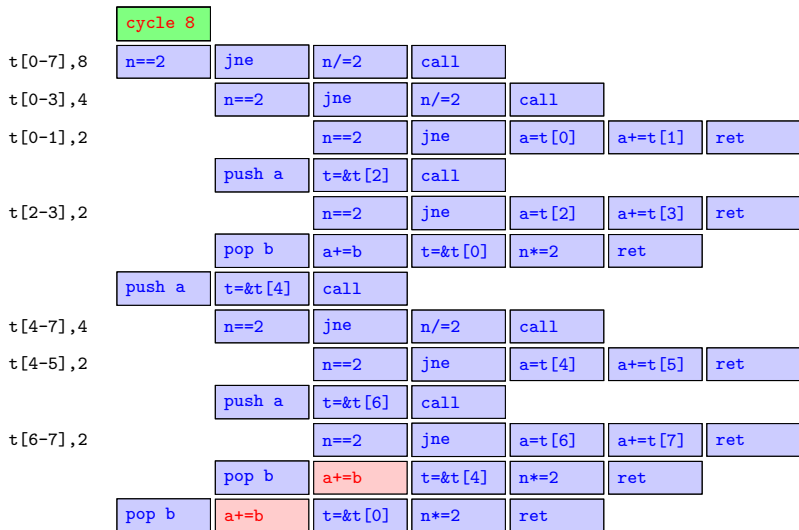 cycle 8
t[0-7],8 n==2 jne n/=2 call
t[0-3],4 n==2 jne n/=2 call
t[0-1],2 n==2 jne a=t[0] a+=t[1] ret
push a t=&t[2] call
t[2-3],2 n==2 jne a=t[2] a+=t[3] ret
pop b a+=b t=&t[0] n*=2 ret
push a t=&t[4] call
t[4-7],4 n==2 jne n/=2 call
t[4-5],2 n==2 jne a=t[4] a+=t[5] ret
push a t=&t[6] call
t[6-7],2 n==2 jne a=t[6] a+=t[7] ret
pop b a+=b t=&t[4] n*=2 ret
pop b a+=b t=&t[0] n*=2 ret